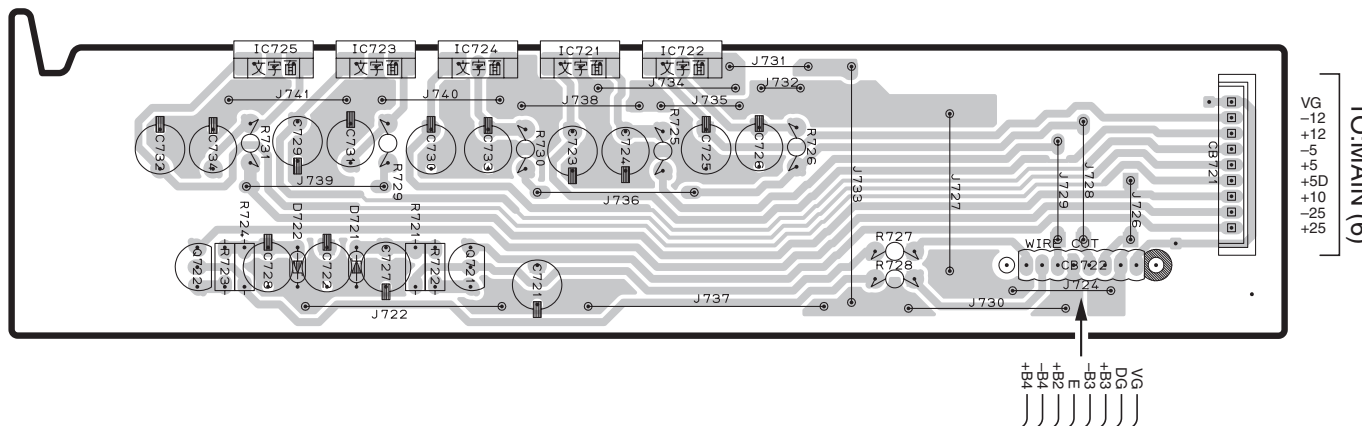 IC725 IC723 IC724 IC721 IC722
文字面 文字面 文字面 文字面 文字面
J731
J734 J732
J741 J740 J738 J735
C732 C734 R731 C729 C731 R729 C730 C733 R730 C723 C724 R725 C725 C726 R726
J739 J736
J733 J727 J729 J728 J726
CB721
VG
-12
+12
-5
+5
+5D
+10
-25
+25
TO:MAIN (6)
R724 D722 D721 R721
Q722 R723 C728 C722 C727 R722 Q721 C721
R727
R728
WIRE CUT
CB722
J724
J722 J737 J730
+B4
-B4
+B2
E
-B3
+B3
DG
VG